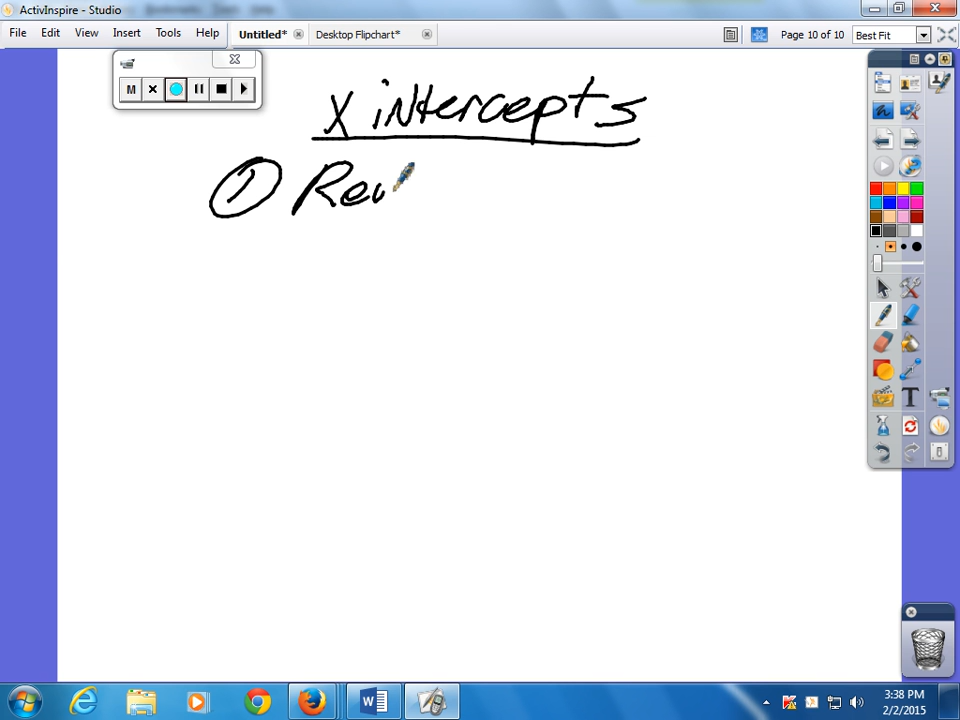 ActivInspire - Studio
File Edit View Insert Tools Help Untitled* Desktop Flipchart* Page 10 of 10 Best Fit
M
X intercepts
① Rev
T
3:38 PM
2/2/2015